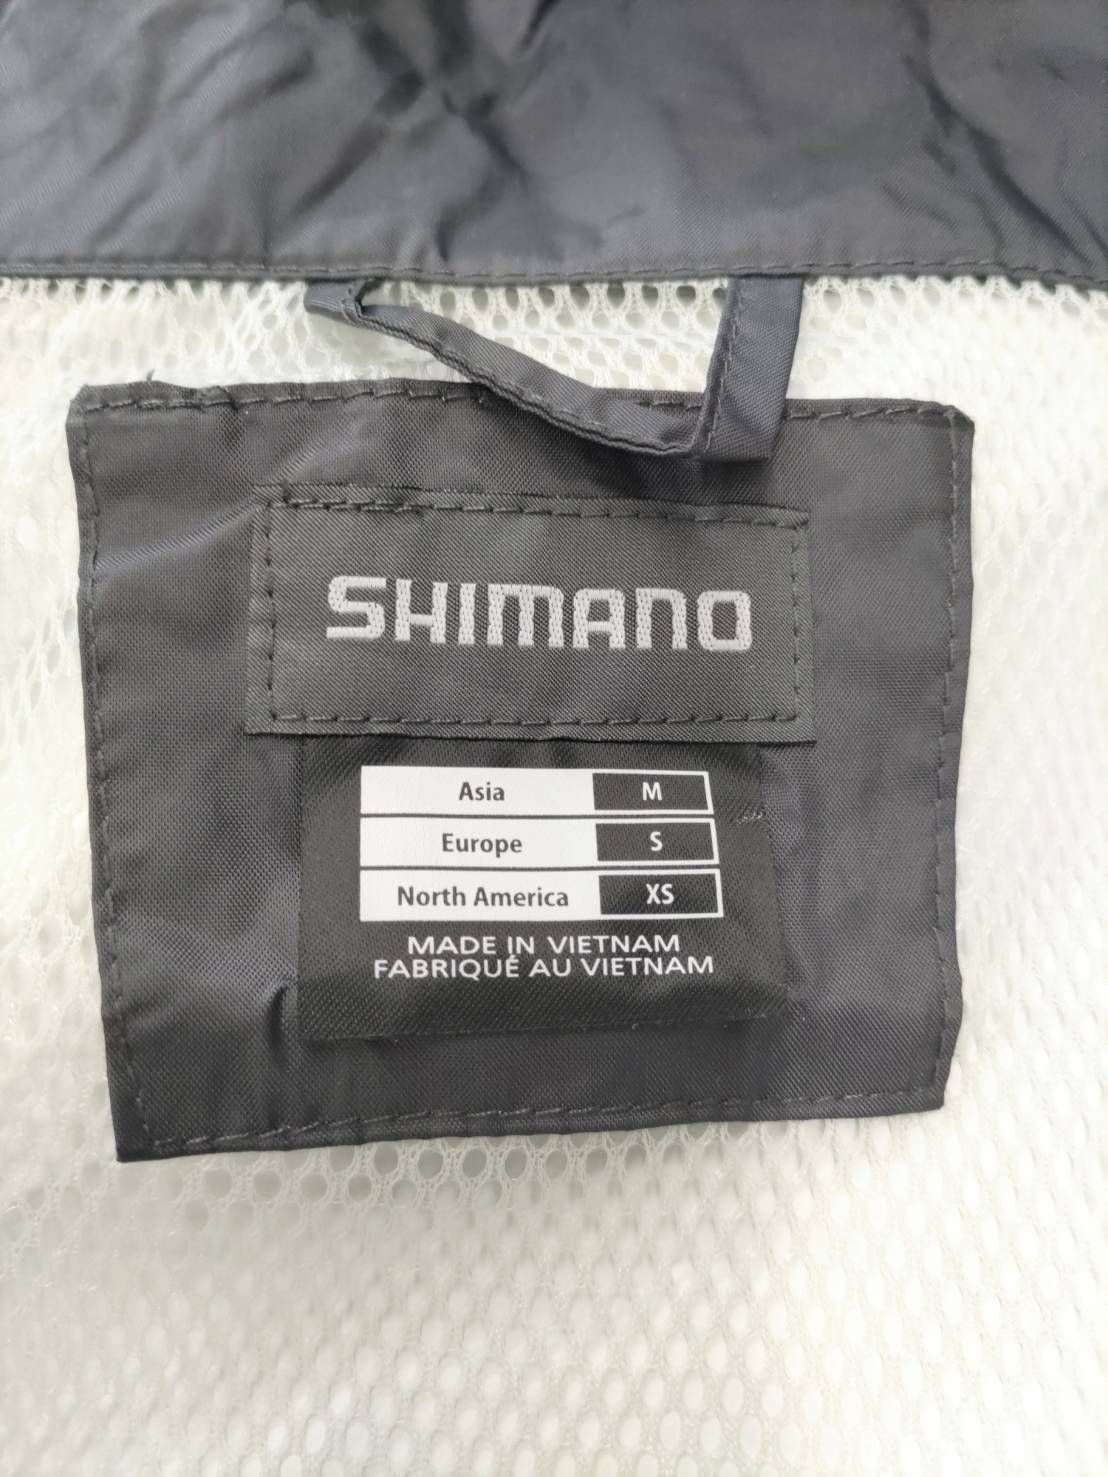 SHIMANO
Asia M
Europe S
North America XS
MADE IN VIETNAM
FABRIQUÉ AU VIETNAM